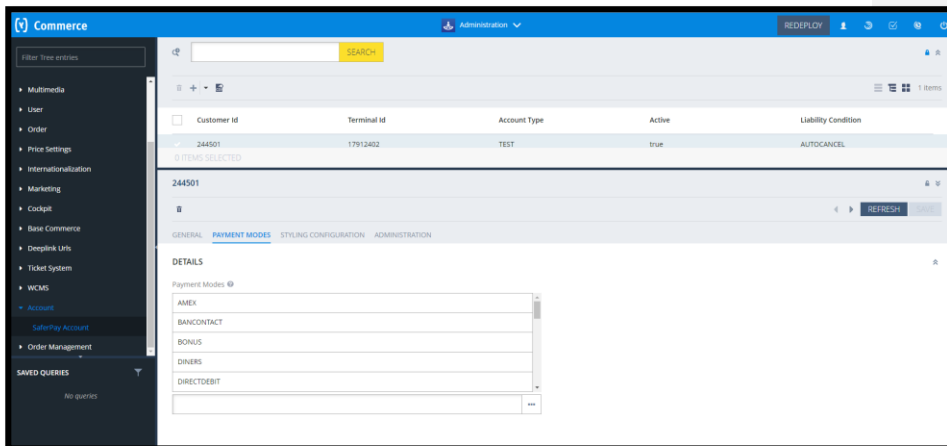 [y] Commerce
Administration
REDEPLOY
Filter Tree entries
Multimedia
User
Order
Price Settings
Internationalization
Marketing
Cockpit
Base Commerce
Deeplink Urls
Ticket System
WCMS
Account
SaferPay Account
Order Management
SAVED QUERIES
No queries
SEARCH
1 items
Customer Id Terminal Id Account Type Active Liability Condition
244501 17912402 TEST true AUTOCANCEL
0 ITEMS SELECTED
244501
REFRESH SAVE
GENERAL PAYMENT MODES STYLING CONFIGURATION ADMINISTRATION
DETAILS
Payment Modes
AMEX
BANCONTACT
BONUS
DINERS
DIRECTDEBIT